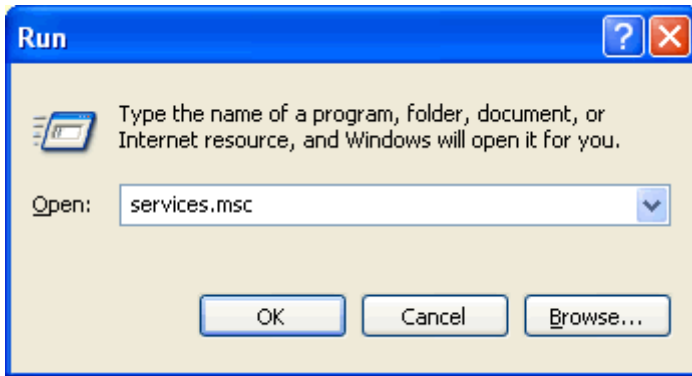 Run
?
Type the name of a program, folder, document, or
Internet resource, and Windows will open it for you.
Open: services.msc
OK Cancel Browse...